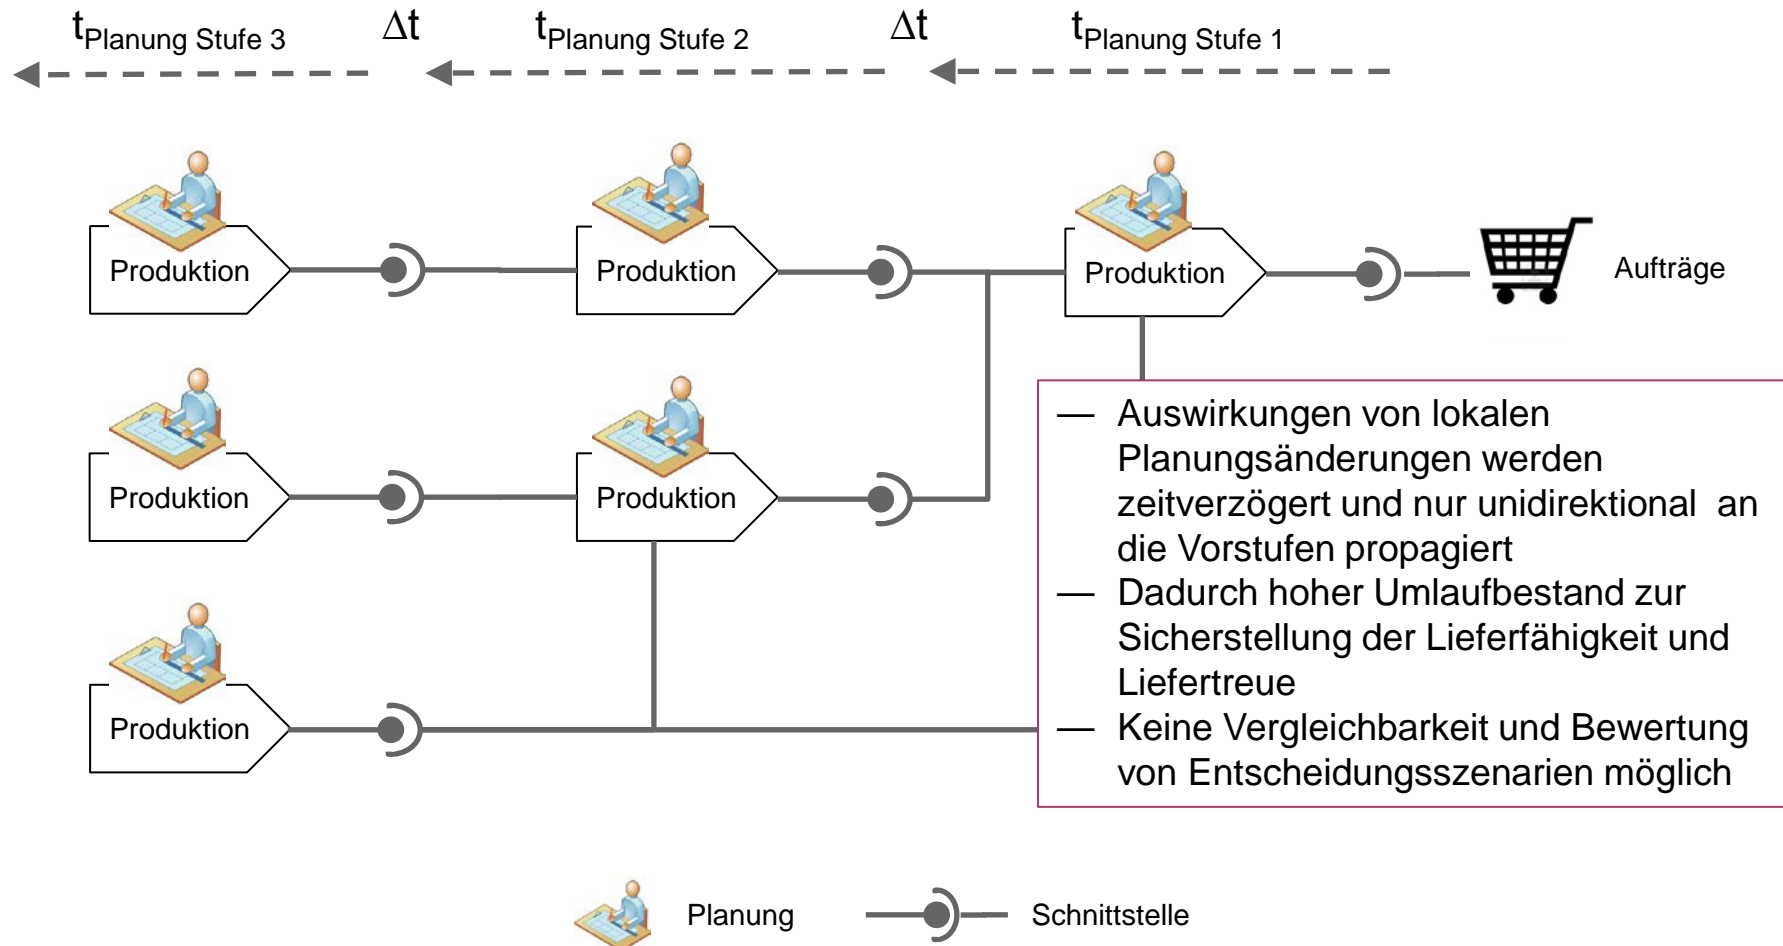 tPlanung Stufe 3 Δt tPlanung Stufe 2 Δt tPlanung Stufe 1
Produktion Produktion Produktion Aufträge
Produktion Produktion
Produktion
— Auswirkungen von lokalen
Planungsänderungen werden
zeitverzögert und nur unidirektional an
die Vorstufen propagiert
— Dadurch hoher Umlaufbestand zur
Sicherstellung der Lieferfähigkeit und
Liefertreue
— Keine Vergleichbarkeit und Bewertung
von Entscheidungsszenarien möglich
Planung Schnittstelle